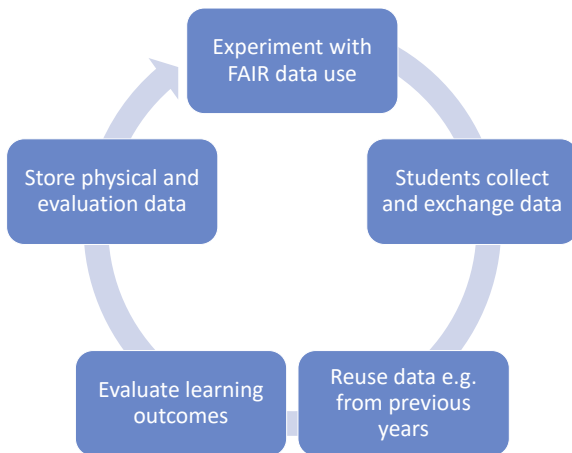 Experiment with
FAIR data use
Students collect
and exchange data
Reuse data e.g.
from previous
years
Evaluate learning
outcomes
Store physical and
evaluation data